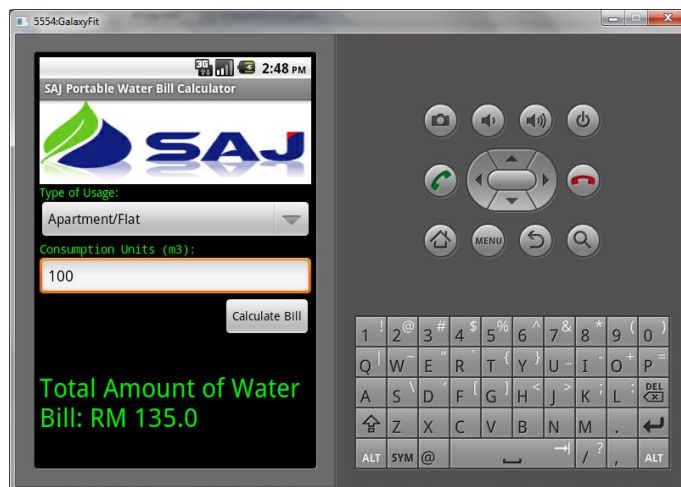 5554:GalaxyFit
3G 2:48 PM
SAJ Portable Water Bill Calculator
SAJ
Type of Usage:
Apartment/Flat
Consumption Units (m3):
100
Calculate Bill
Total Amount of Water
Bill: RM 135.0
MENU
1 ! 2 @ 3 # 4 $ 5 % 6 ^ 7 & 8 * 9 ( 0 )
Q | W ~ E " R ` T { Y } U _ I - O + P =
A S \ D ' F [ G ] H < J > K ; L : DEL
Z X C V B N M .
ALT SYM @ / ? , ALT